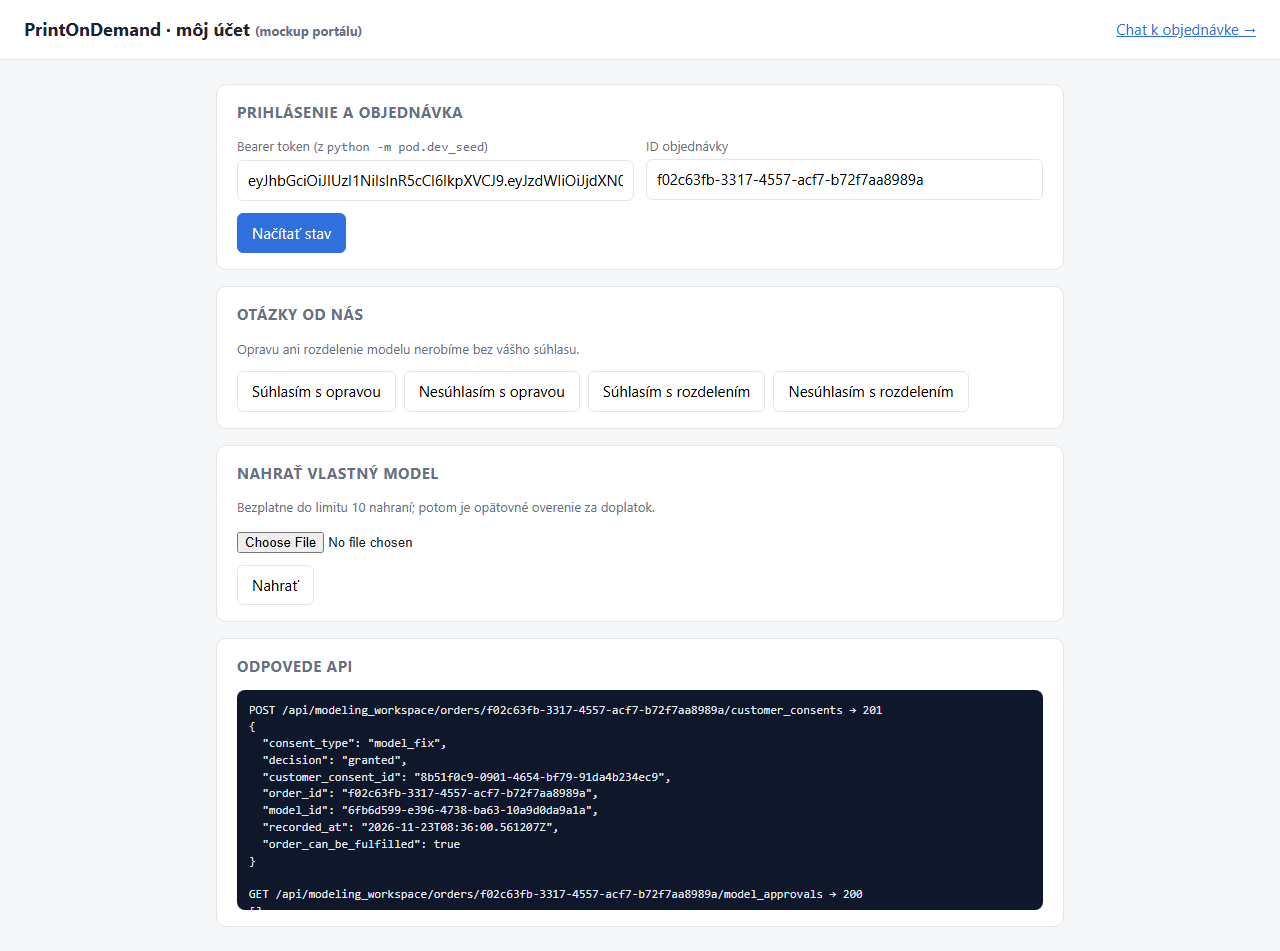 PrintOnDemand · môj účet (mockup portálu)
Chat k objednávke →
PRIHLÁSENIE A OBJEDNÁVKA
Bearer token (z python -m pod.dev_seed)
ID objednávky
f02c63fb-3317-4557-acf7-b72f7aa8989a
Načítať stav
OTÁZKY OD NÁS
Opravu ani rozdelenie modelu nerobíme bez vášho súhlasu.
Súhlasím s opravou
Nesúhlasím s opravou
Súhlasím s rozdelením
Nesúhlasím s rozdelením
NAHRAŤ VLASTNÝ MODEL
Bezplatne do limitu 10 nahraní; potom je opätovné overenie za doplatok.
Choose File No file chosen
Nahrať
ODPOVEDE API
POST /api/modeling_workspace/orders/f02c63fb-3317-4557-acf7-b72f7aa8989a/customer_consents → 201
{
"consent_type": "model_fix",
"decision": "granted",
"customer_consent_id": "8b51f0c9-0901-4654-bf79-91da4b234ec9",
"order_id": "f02c63fb-3317-4557-acf7-b72f7aa8989a",
"model_id": "6fb6d599-e396-4738-ba63-10a9d0da9a1a",
"recorded_at": "2026-11-23T08:36:00.561207Z",
"order_can_be_fulfilled": true
}
GET /api/modeling_workspace/orders/f02c63fb-3317-4557-acf7-b72f7aa8989a/model_approvals → 200